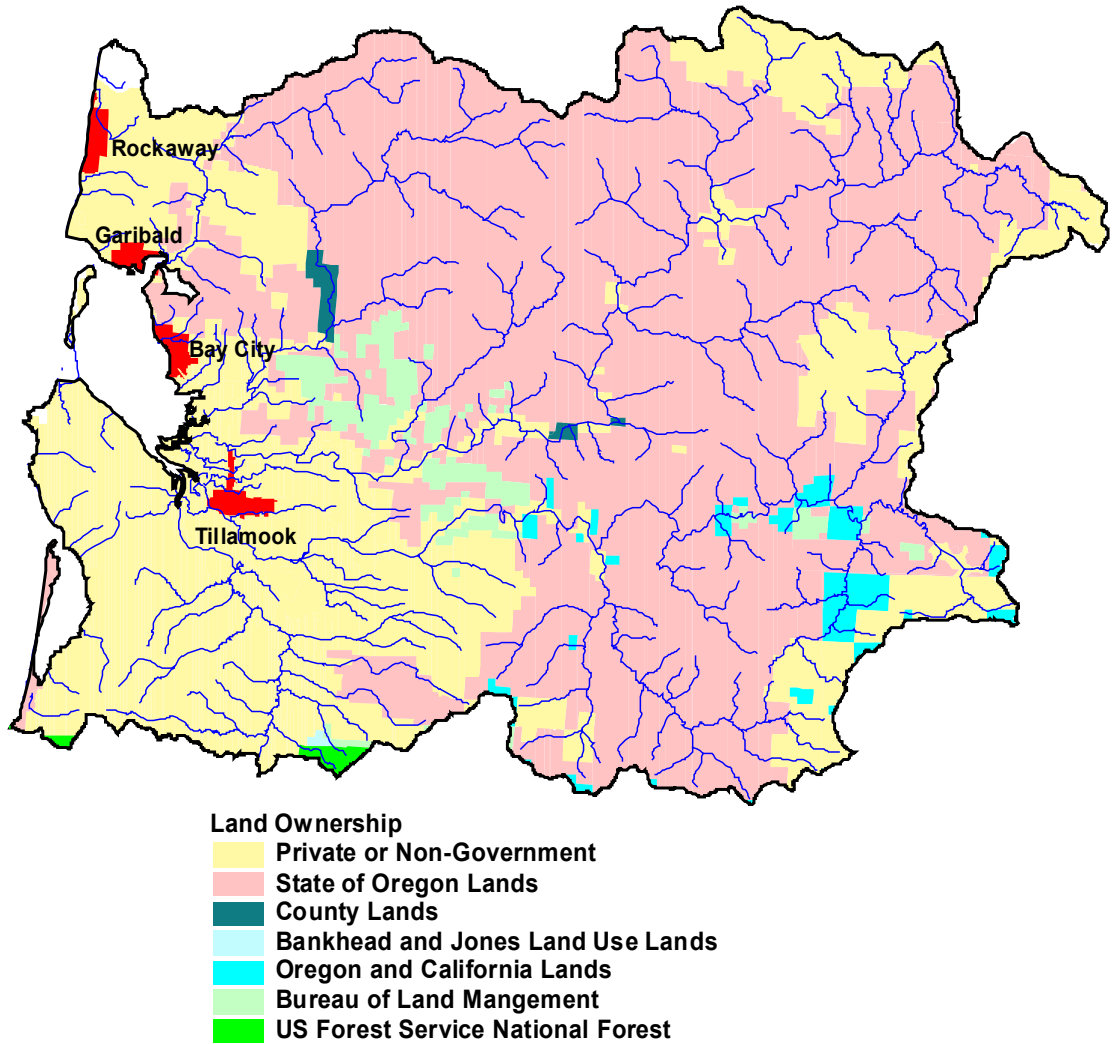 Rockaway
Garibald
Bay City
Tillamook
Land Ownership
Private or Non-Government
State of Oregon Lands
County Lands
Bankhead and Jones Land Use Lands
Oregon and California Lands
Bureau of Land Mangement
US Forest Service National Forest